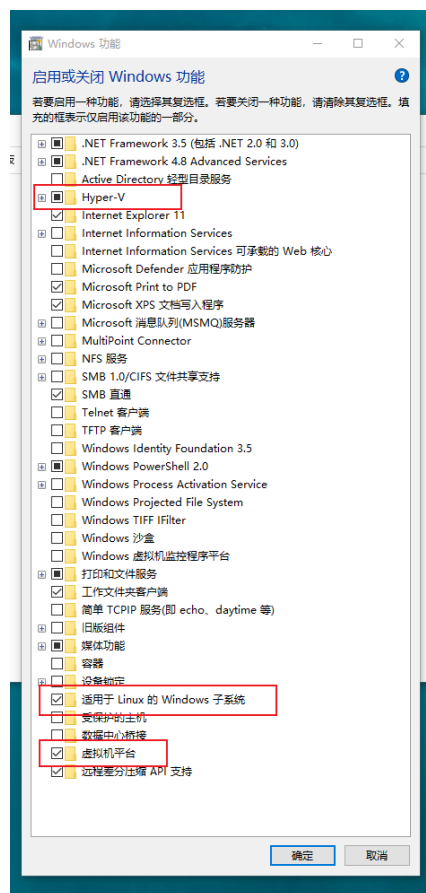 Windows 功能
启用或关闭 Windows 功能
若要启用一种功能，请选择其复选框。若要关闭一种功能，请清除其复选框。填
充的框表示仅启用该功能的一部分。
.NET Framework 3.5 (包括 .NET 2.0 和 3.0)
.NET Framework 4.8 Advanced Services
Active Directory 轻型目录服务
Hyper-V
Internet Explorer 11
Internet Information Services
Internet Information Services 可承载的 Web 核心
Microsoft Defender 应用程序防护
Microsoft Print to PDF
Microsoft XPS 文档写入程序
Microsoft 消息队列(MSMQ)服务器
MultiPoint Connector
NFS 服务
SMB 1.0/CIFS 文件共享支持
SMB 直通
Telnet 客户端
TFTP 客户端
Windows Identity Foundation 3.5
Windows PowerShell 2.0
Windows Process Activation Service
Windows Projected File System
Windows TIFF IFilter
Windows 沙盒
Windows 虚拟机监控程序平台
打印和文件服务
工作文件夹客户端
简单 TCPIP 服务(即 echo、daytime 等)
旧版组件
媒体功能
容器
设备锁定
适用于 Linux 的 Windows 子系统
受保护的主机
数据中心桥接
虚拟机平台
远程差分压缩 API 支持
确定
取消